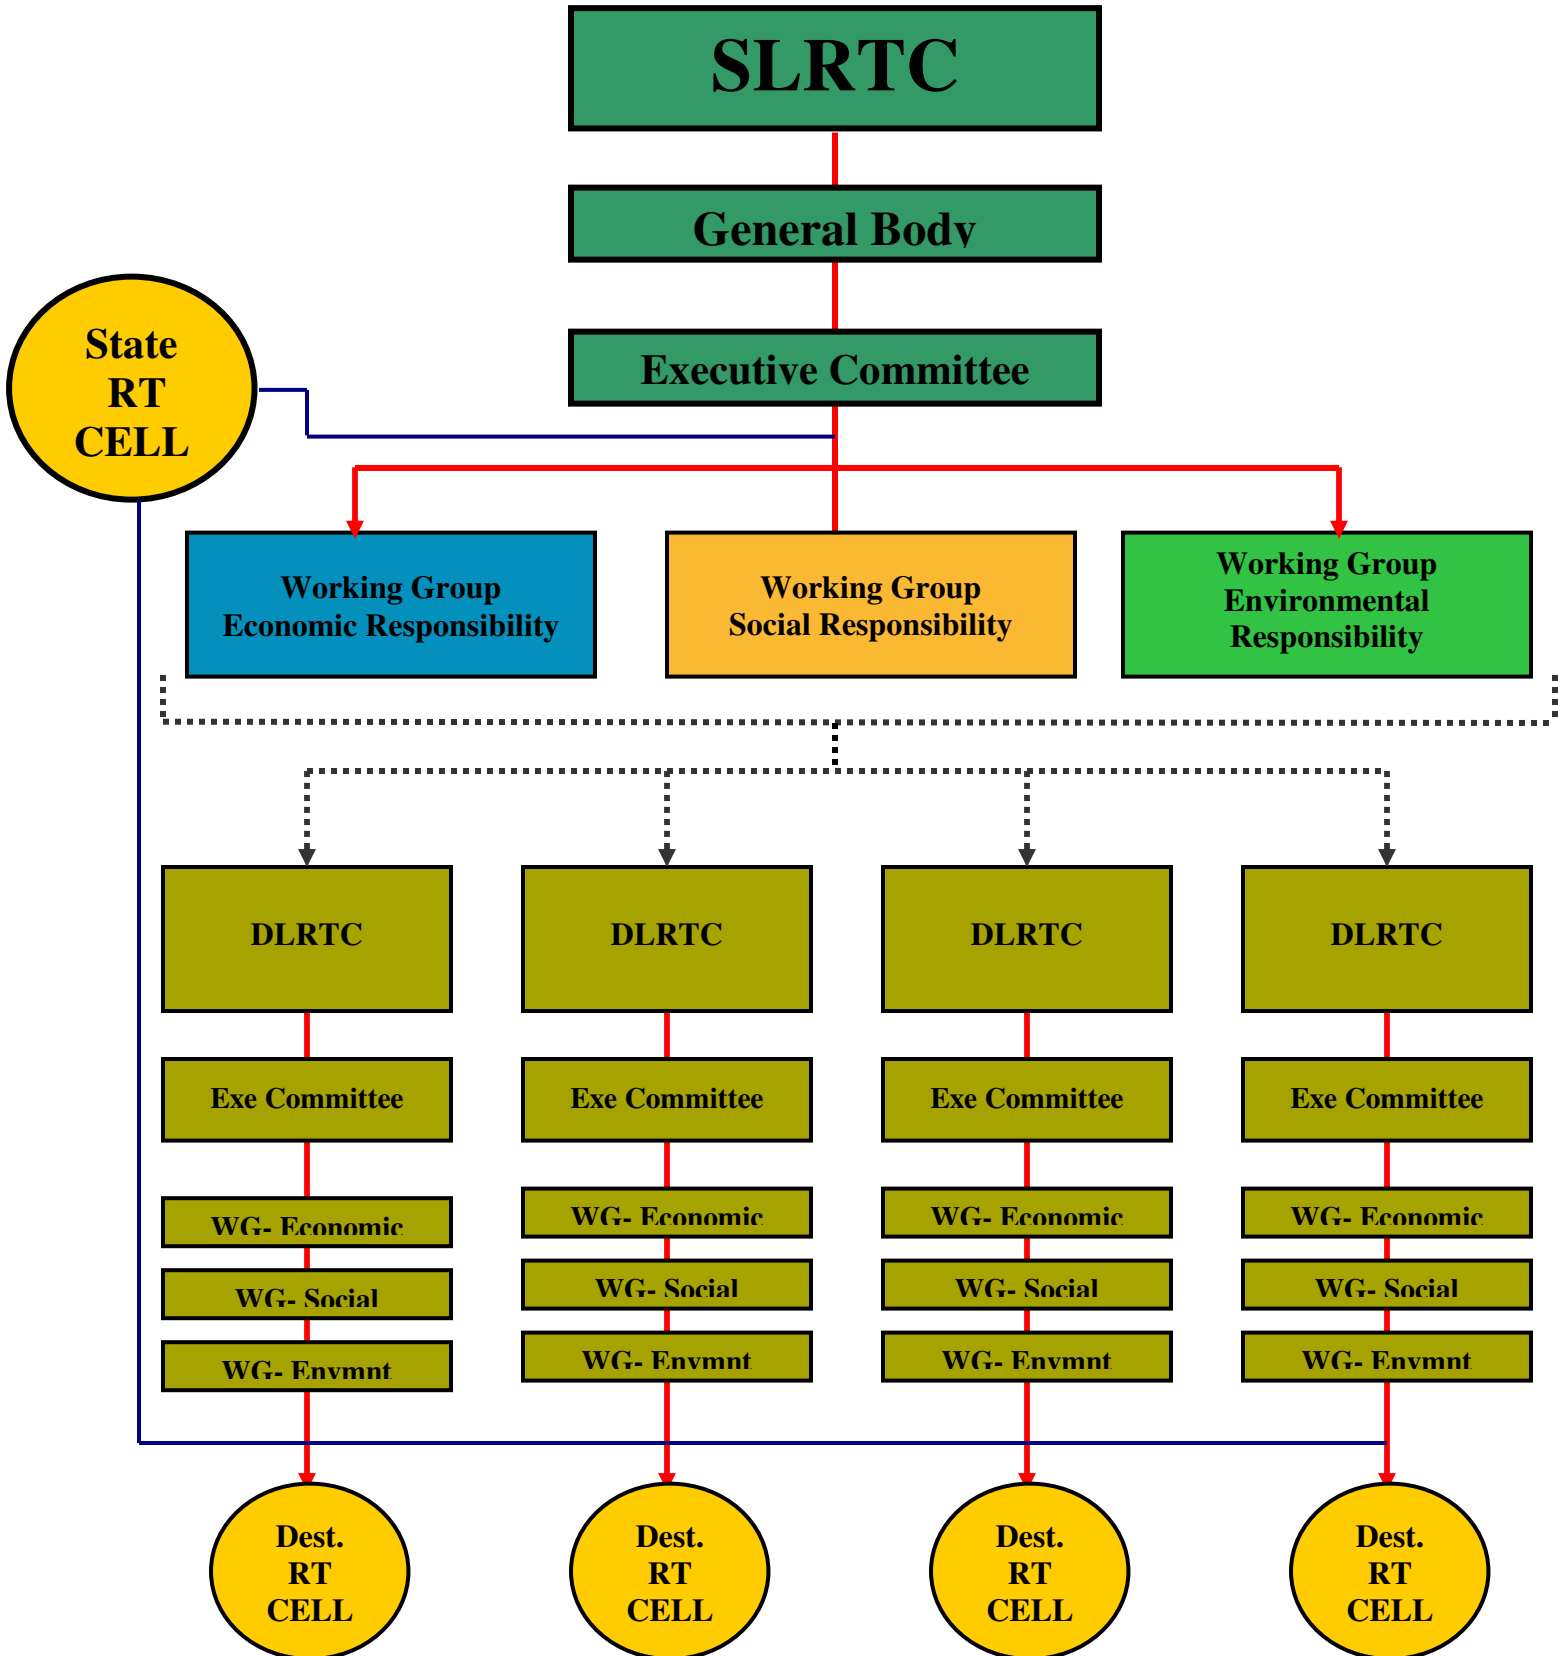 SLRTC
General Body
Executive Committee
State
RT
CELL
Working Group
Economic Responsibility
Working Group
Social Responsibility
Working Group
Environmental
Responsibility
DLRTC
DLRTC
DLRTC
DLRTC
Exe Committee
Exe Committee
Exe Committee
Exe Committee
WG- Economic
WG- Economic
WG- Economic
WG- Economic
WG- Social
WG- Social
WG- Social
WG- Social
WG- Envmnt
WG- Envmnt
WG- Envmnt
WG- Envmnt
Dest.
RT
CELL
Dest.
RT
CELL
Dest.
RT
CELL
Dest.
RT
CELL